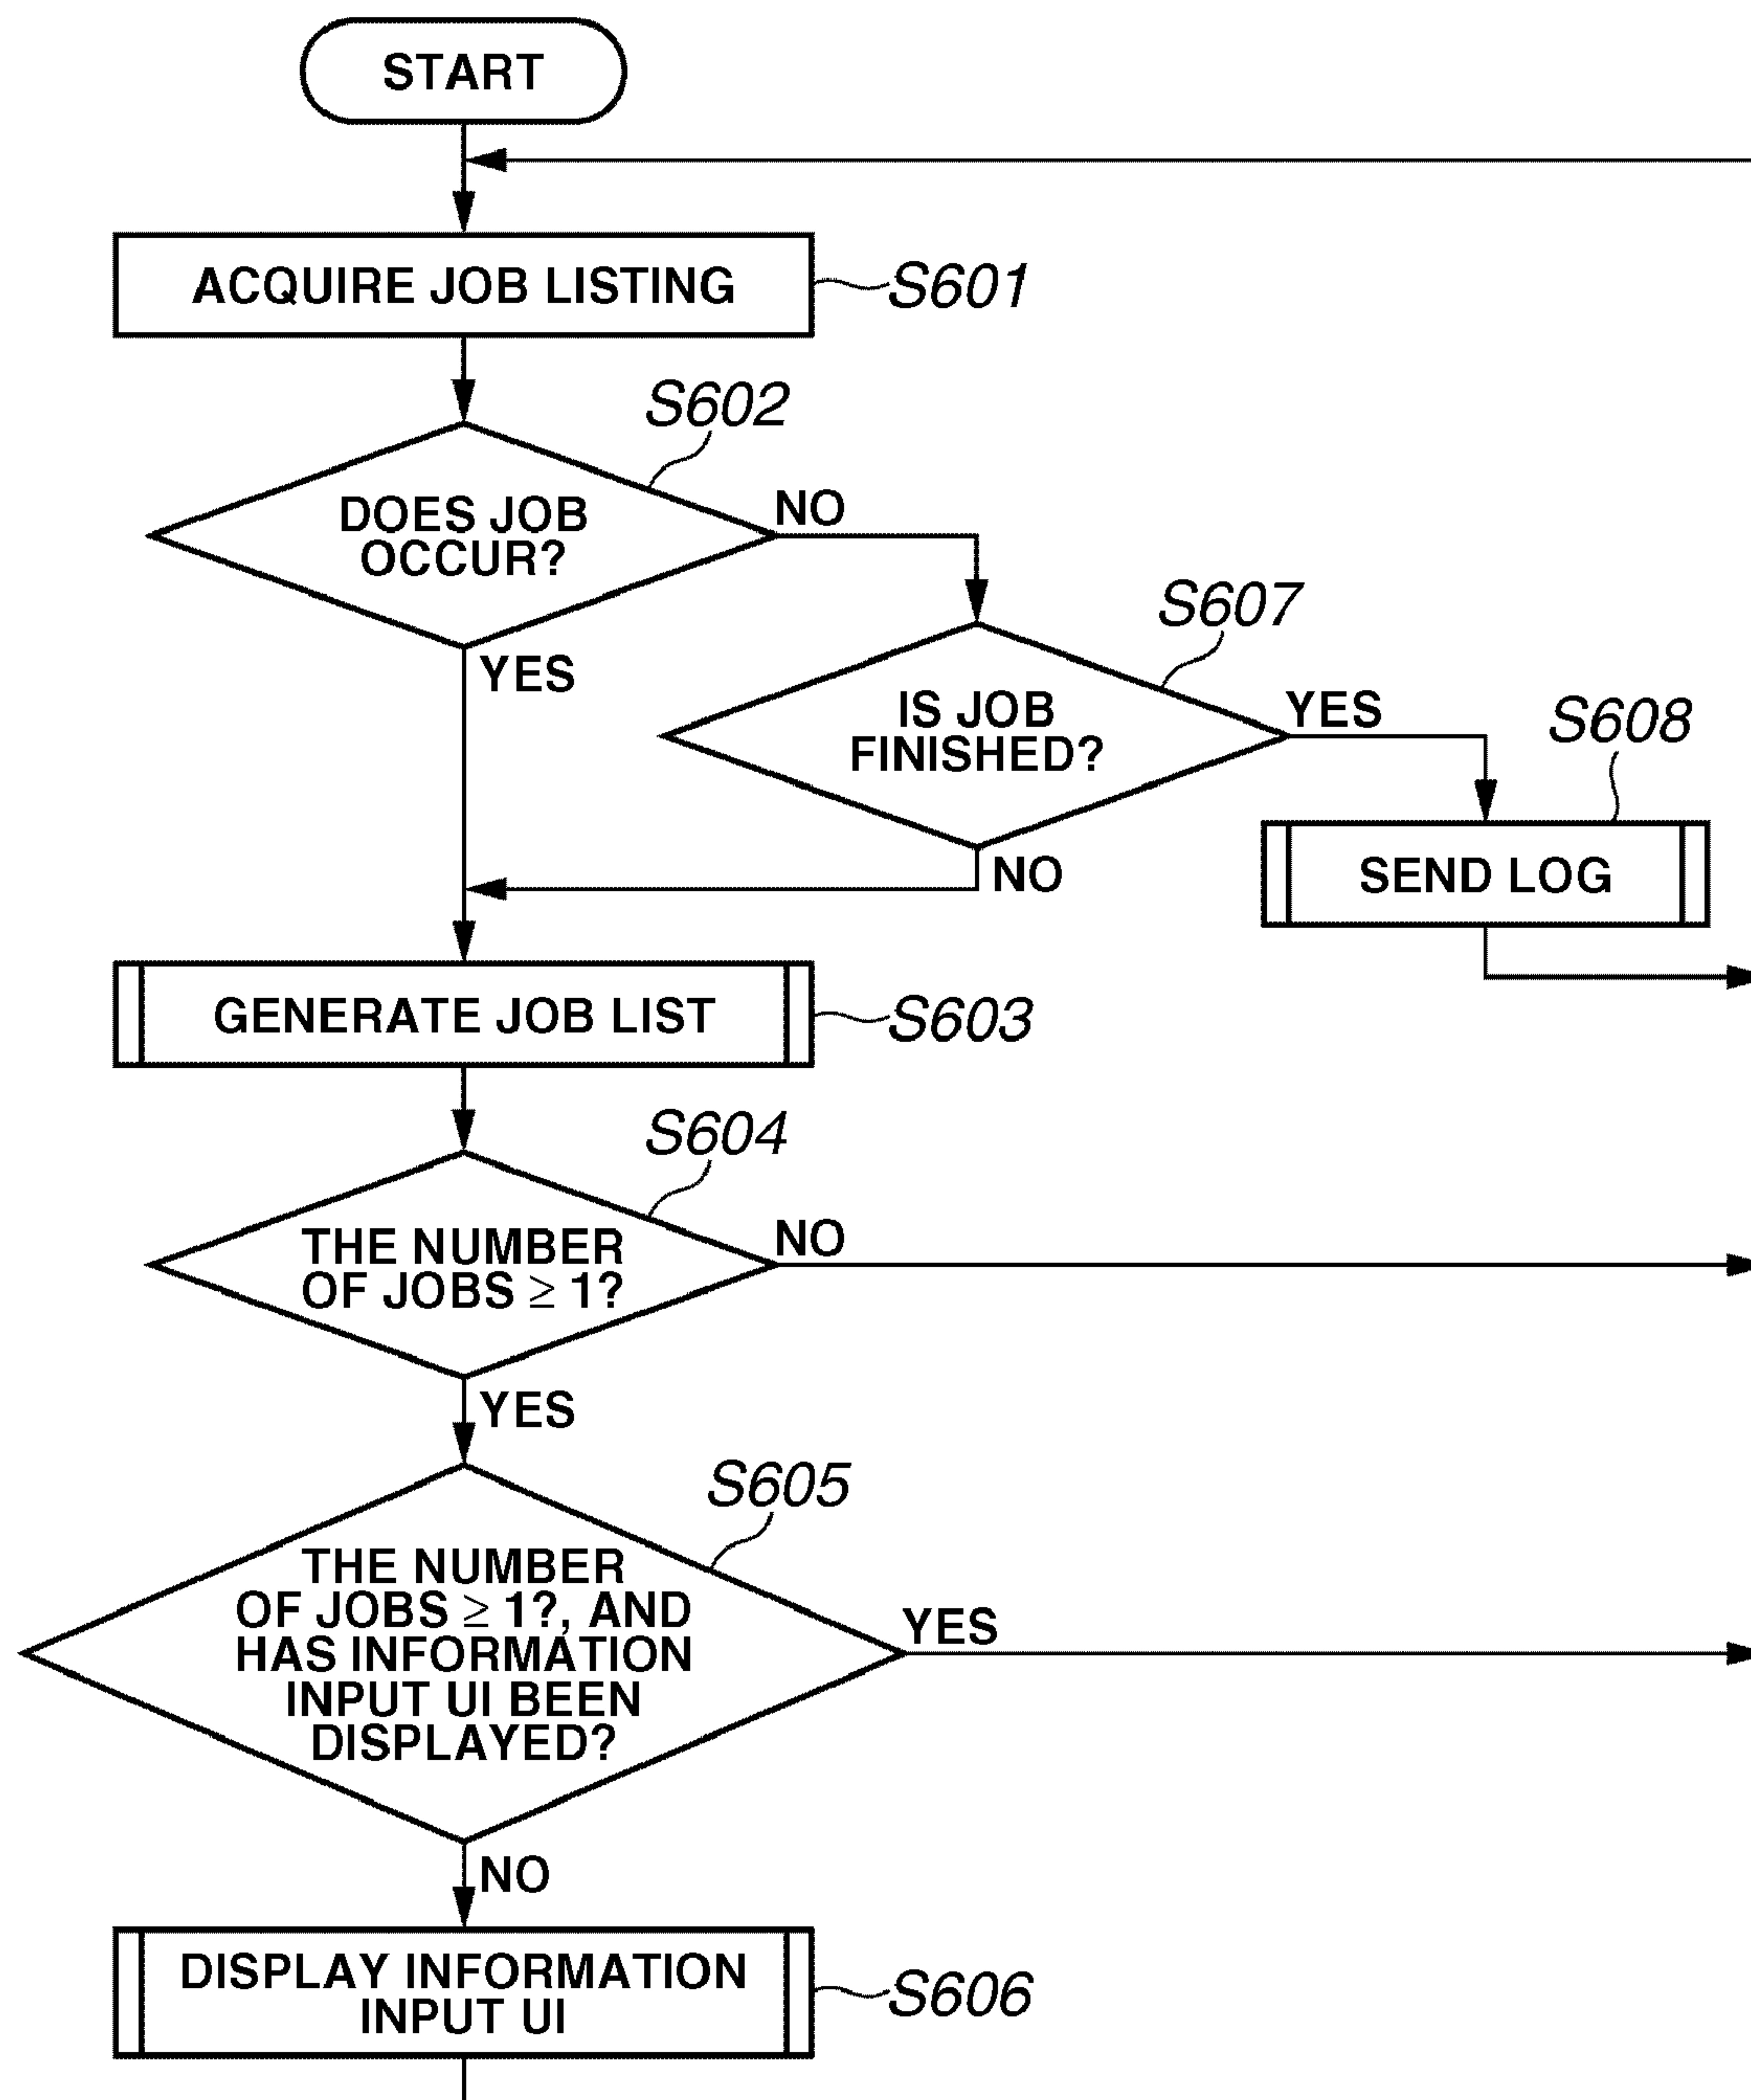 START
ACQUIRE JOB LISTING
S601
S602
DOES JOB
OCCUR?
NO
YES
S607
IS JOB
FINISHED?
YES
NO
S608
SEND LOG
GENERATE JOB LIST
S603
S604
THE NUMBER
OF JOBS ≥ 1?
NO
YES
S605
THE NUMBER
OF JOBS ≥ 1?, AND
HAS INFORMATION
INPUT UI BEEN
DISPLAYED?
YES
NO
DISPLAY INFORMATION
INPUT UI
S606